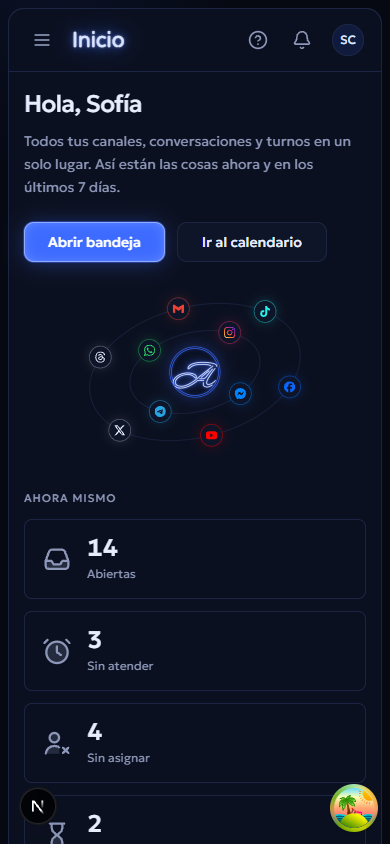 Inicio
SC
Hola, Sofía
Todos tus canales, conversaciones y turnos en un
solo lugar. Así están las cosas ahora y en los
últimos 7 días.
Abrir bandeja
Ir al calendario
A
AHORA MISMO
14
Abiertas
3
Sin atender
4
Sin asignar
2
N